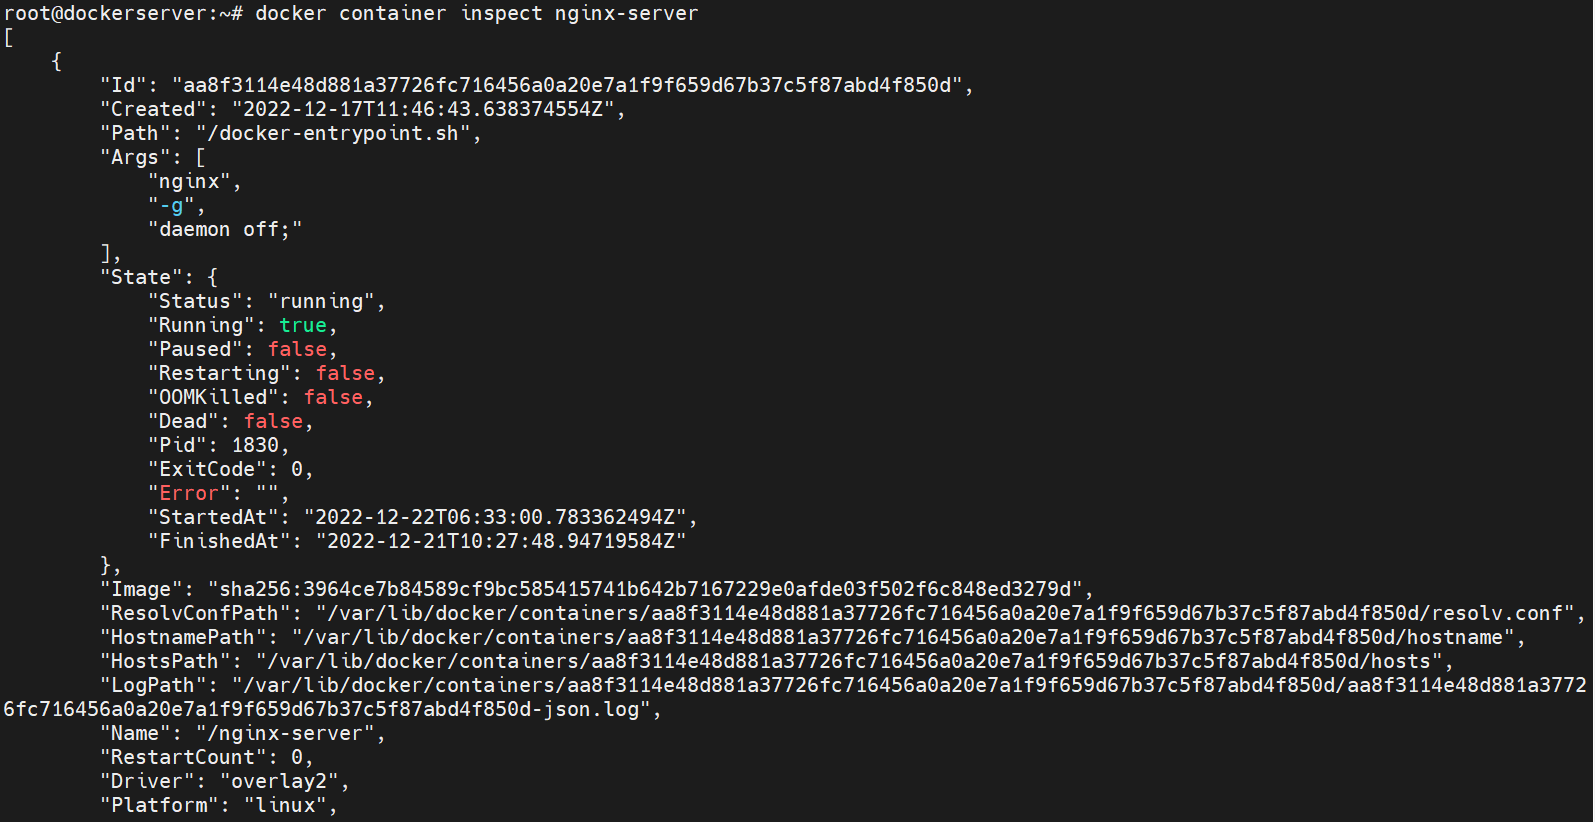 root@dockerserver:~# docker container inspect nginx-server
[
    {
        "Id": "aa8f3114e48d881a37726fc716456a0a20e7a1f9f659d67b37c5f87abd4f850d",
        "Created": "2022-12-17T11:46:43.638374554Z",
        "Path": "/docker-entrypoint.sh",
        "Args": [
            "nginx",
            "-g",
            "daemon off;"
        ],
        "State": {
            "Status": "running",
            "Running": true,
            "Paused": false,
            "Restarting": false,
            "OOMKilled": false,
            "Dead": false,
            "Pid": 1830,
            "ExitCode": 0,
            "Error": "",
            "StartedAt": "2022-12-22T06:33:00.783362494Z",
            "FinishedAt": "2022-12-21T10:27:48.94719584Z"
        },
        "Image": "sha256:3964ce7b84589cf9bc585415741b642b7167229e0afde03f502f6c848ed3279d",
        "ResolvConfPath": "/var/lib/docker/containers/aa8f3114e48d881a37726fc716456a0a20e7a1f9f659d67b37c5f87abd4f850d/resolv.conf",
        "HostnamePath": "/var/lib/docker/containers/aa8f3114e48d881a37726fc716456a0a20e7a1f9f659d67b37c5f87abd4f850d/hostname",
        "HostsPath": "/var/lib/docker/containers/aa8f3114e48d881a37726fc716456a0a20e7a1f9f659d67b37c5f87abd4f850d/hosts",
        "LogPath": "/var/lib/docker/containers/aa8f3114e48d881a37726fc716456a0a20e7a1f9f659d67b37c5f87abd4f850d/aa8f3114e48d881a3772
6fc716456a0a20e7a1f9f659d67b37c5f87abd4f850d-json.log",
        "Name": "/nginx-server",
        "RestartCount": 0,
        "Driver": "overlay2",
        "Platform": "linux",